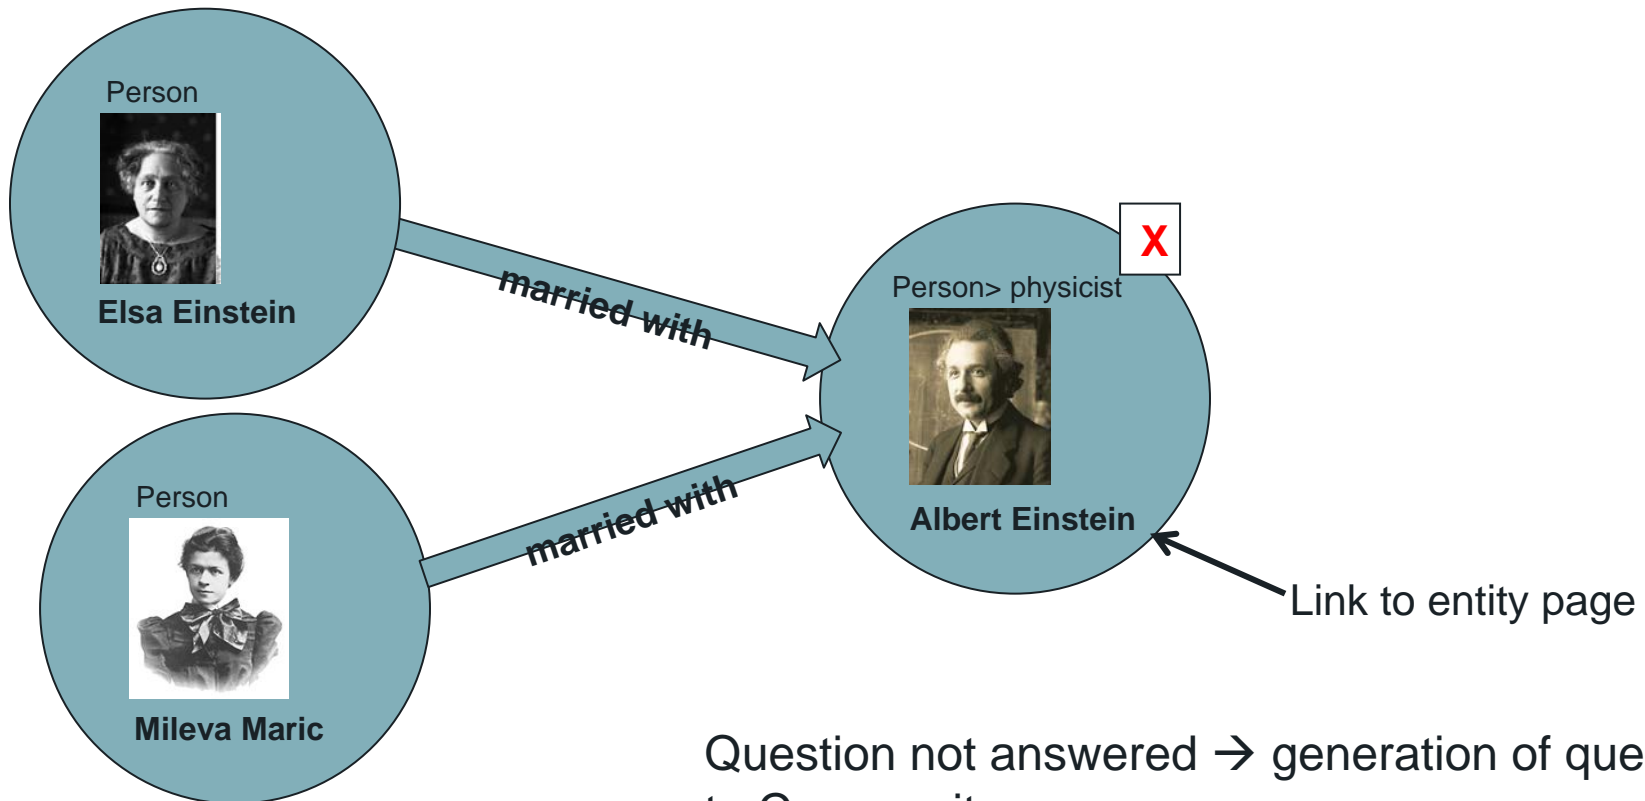 Person
Elsa Einstein
married with
X
Person> physicist
Albert Einstein
Person
married with
Mileva Maric
Link to entity page
Question not answered → generation of que